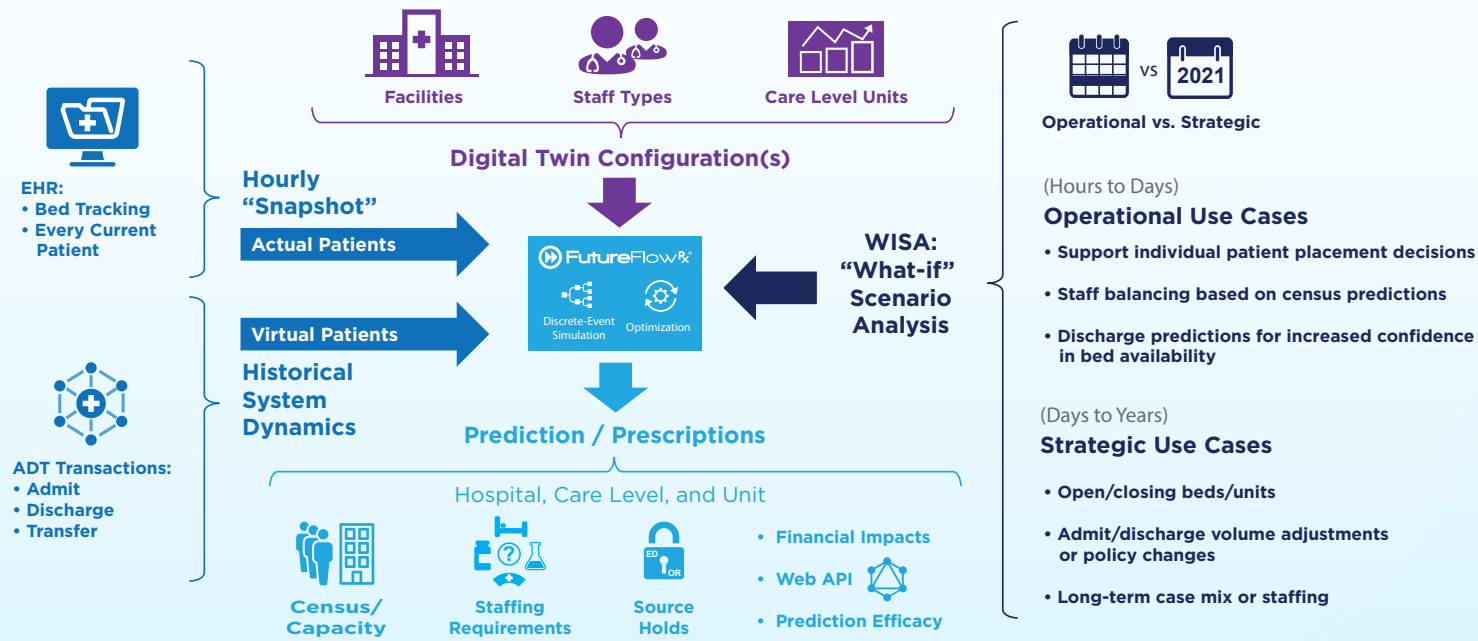 Facilities
Staff Types
Care Level Units
Digital Twin Configuration(s)
EHR:
• Bed Tracking
• Every Current
Patient
Hourly
“Snapshot”
Actual Patients
Virtual Patients
Historical
System
Dynamics
ADT Transactions:
• Admit
• Discharge
• Transfer
FutureFlow Rx®
Discrete-Event
Simulation
Optimization
WISA:
“What-if”
Scenario
Analysis
Prediction / Prescriptions
Hospital, Care Level, and Unit
Census/
Capacity
?
Staffing
Requirements
ED
OR
Source
Holds
• Financial Impacts
• Web API
• Prediction Efficacy
vs
2021
Operational vs. Strategic
(Hours to Days)
Operational Use Cases
• Support individual patient placement decisions
• Staff balancing based on census predictions
• Discharge predictions for increased confidence
in bed availability
(Days to Years)
Strategic Use Cases
• Open/closing beds/units
• Admit/discharge volume adjustments
or policy changes
• Long-term case mix or staffing